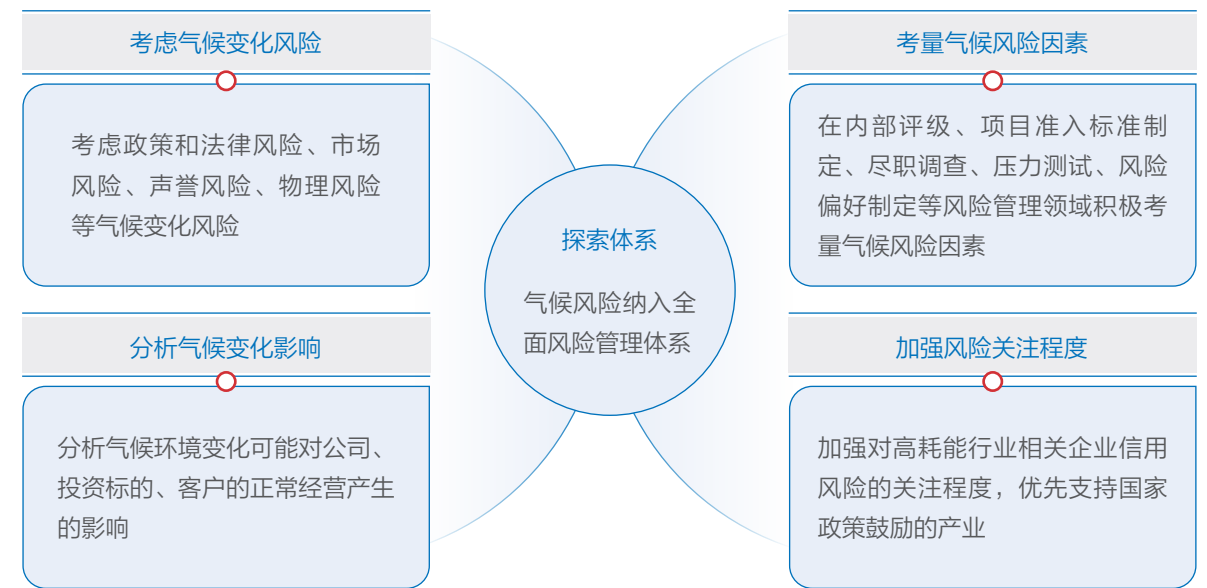 考虑气候变化风险
考虑政策和法律风险、市场
风险、声誉风险、物理风险
等气候变化风险
分析气候变化影响
分析气候环境变化可能对公司、
投资标的、客户的正常经营产生
的影响
探索体系
气候风险纳入全
面风险管理体系
考量气候风险因素
在内部评级、项目准入标准制
定、尽职调查、压力测试、风险
偏好制定等风险管理领域积极考
量气候风险因素
加强风险关注程度
加强对高耗能行业相关企业信用
风险的关注程度，优先支持国家
政策鼓励的产业